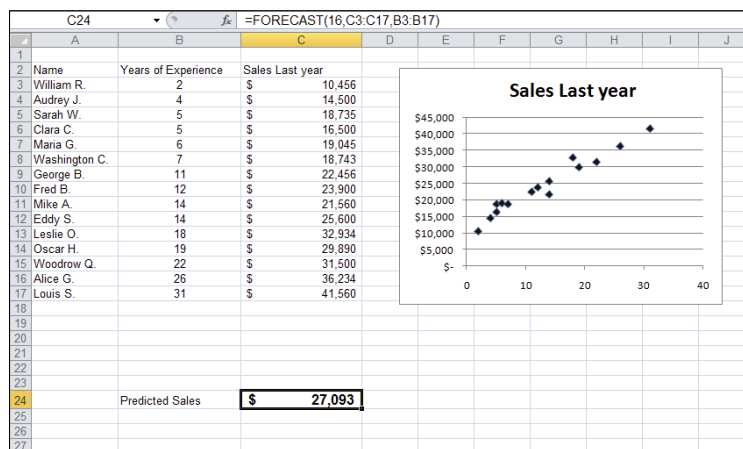 C24 fx =FORECAST(16,C3:C17,B3:B17)
A B C D E F G H I J
1
2 Name Years of Experience Sales Last year
3 William R. 2 $ 10,456
4 Audrey J. 4 $ 14,500
5 Sarah W. 5 $ 18,735
6 Clara C. 5 $ 16,500
7 Maria G. 6 $ 19,045
8 Washington C. 7 $ 18,743
9 George B. 11 $ 22,456
10 Fred B. 12 $ 23,900
11 Mike A. 14 $ 21,560
12 Eddy S. 14 $ 25,600
13 Leslie O. 18 $ 32,934
14 Oscar H. 19 $ 29,890
15 Woodrow Q. 22 $ 31,500
16 Alice G. 26 $ 36,234
17 Louis S. 31 $ 41,560
18
19
20
21
22
23
24 Predicted Sales $ 27,093
25
26
27
Sales Last year
$45,000
$40,000
$35,000
$30,000
$25,000
$20,000
$15,000
$10,000
$5,000
$-
0 10 20 30 40